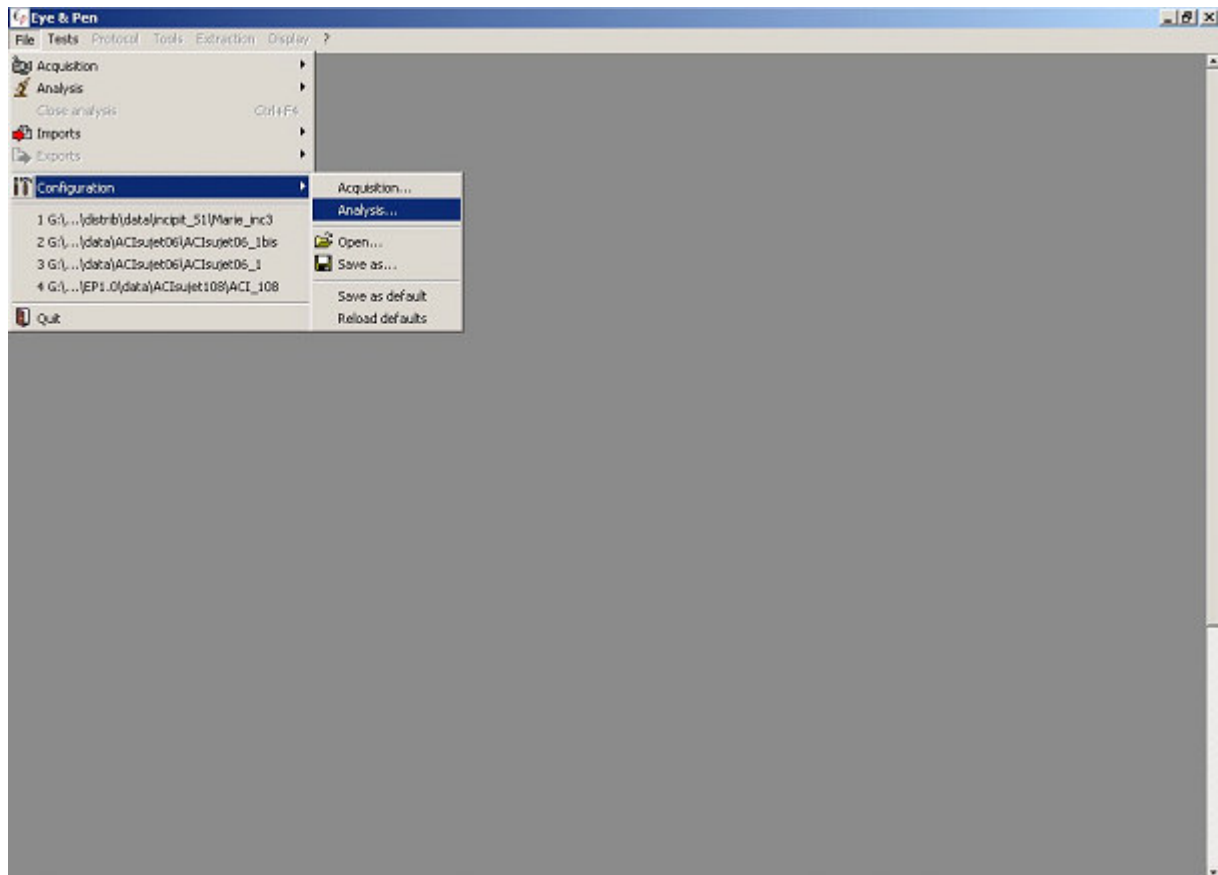 Eye & Pen
File Tests Protocol Tools Extraction Display ?
Acquisition
Analysis
Close analysis Ctrl+F4
Imports
Exports
Configuration
1 G:\,...\distrib\data\incipit_S1\Marie_inc3
2 G:\,...\data\ACIsujet06\ACIsujet06_1bis
3 G:\,...\data\ACIsujet06\ACIsujet06_1
4 G:\,...\EP1.0\data\ACIsujet108\ACI_108
Quit
Acquisition...
Analysis...
Open...
Save as...
Save as default
Reload defaults